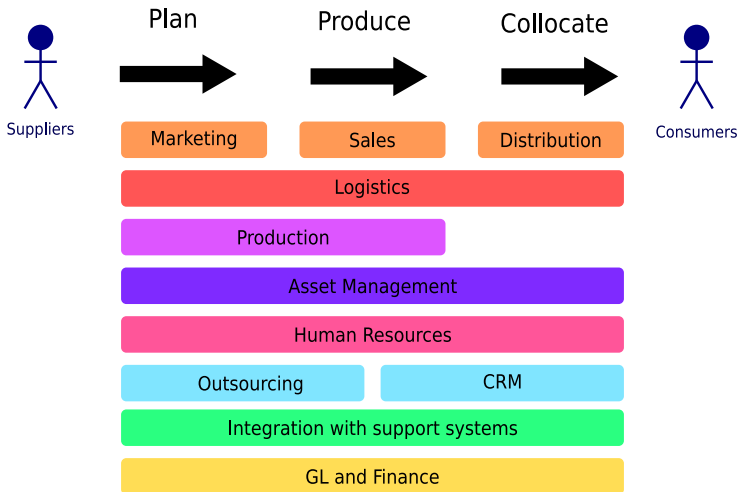 Plan
Produce
Collocate
Suppliers
Consumers
Marketing
Sales
Distribution
Logistics
Production
Asset Management
Human Resources
Outsourcing
CRM
Integration with support systems
GL and Finance